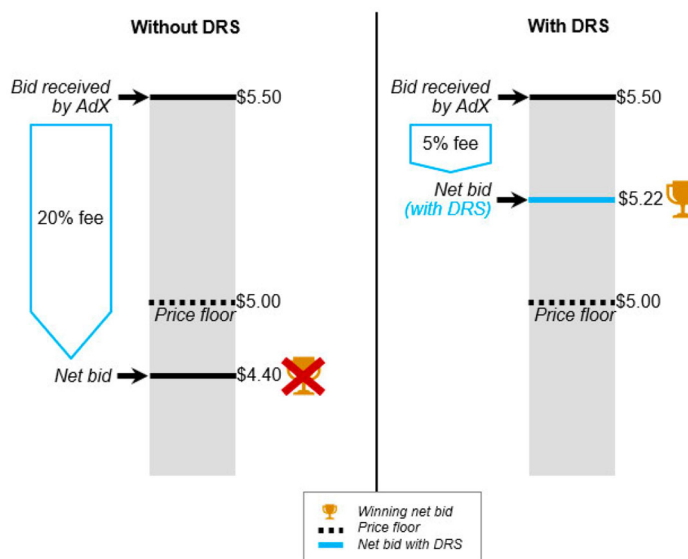 Without DRS
Bid received
by AdX
$5.50
20% fee
$5.00
Price floor
Net bid
$4.40
With DRS
Bid received
by AdX
$5.50
5% fee
Net bid
(with DRS)
$5.22
$5.00
Price floor
Winning net bid
Price floor
Net bid with DRS